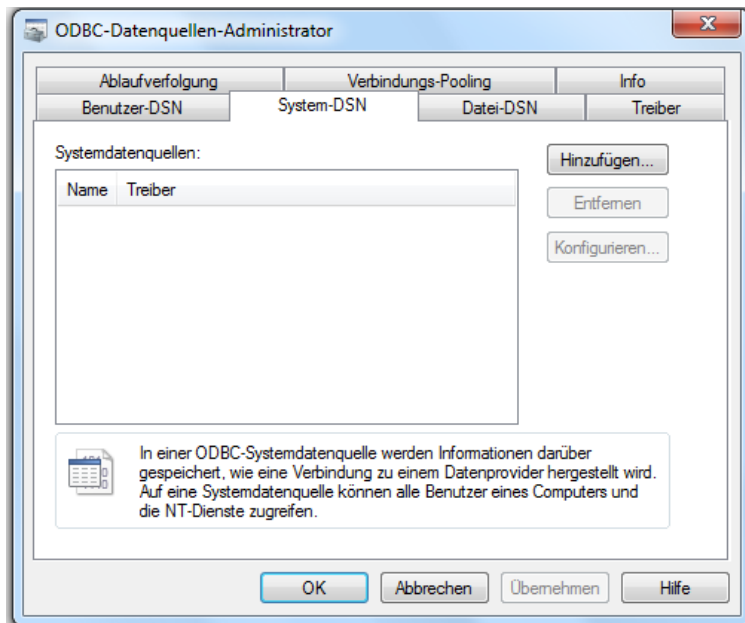 ODBC-Datenquellen-Administrator
Ablaufverfolgung Verbindungs-Pooling Info
Benutzer-DSN System-DSN Datei-DSN Treiber
Systemdatenquellen:
Hinzufügen...
Name Treiber
Entfernen
Konfigurieren...
In einer ODBC-Systemdatenquelle werden Informationen darüber
gespeichert, wie eine Verbindung zu einem Datenprovider hergestellt wird.
Auf eine Systemdatenquelle können alle Benutzer eines Computers und
die NT-Dienste zugreifen.
OK Abbrechen Übernehmen Hilfe